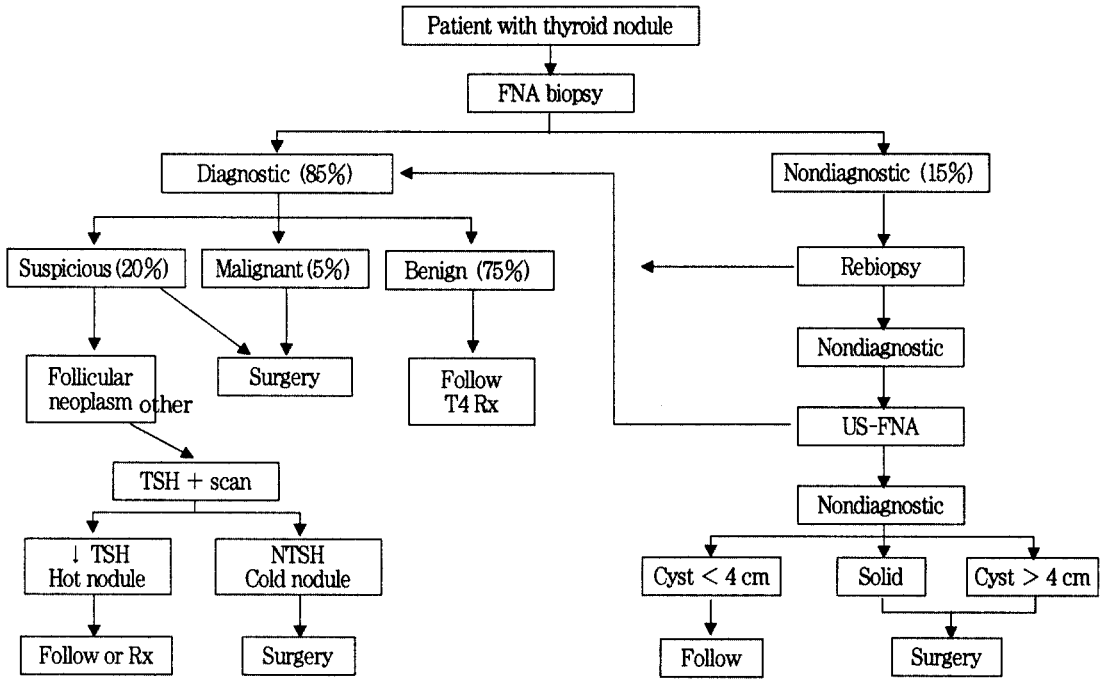 Patient with thyroid nodule
FNA biopsy
Diagnostic (85%)
Nondiagnostic (15%)
Suspicious (20%)
Malignant (5%)
Benign (75%)
Rebiopsy
Nondiagnostic
Follicular
neoplasm other
Surgery
Follow
T4 Rx
US-FNA
TSH + scan
Nondiagnostic
↓ TSH
Hot nodule
NTSH
Cold nodule
Cyst < 4 cm
Solid
Cyst > 4 cm
Follow or Rx
Surgery
Follow
Surgery